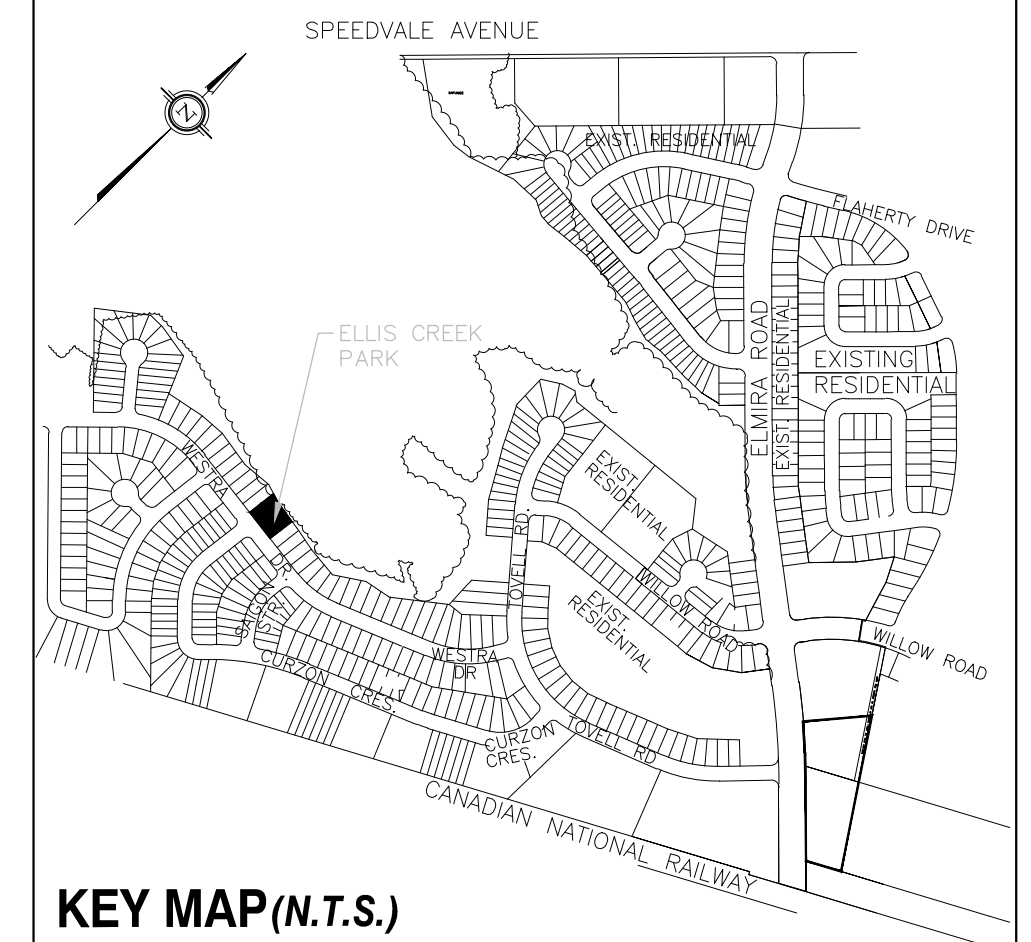 SPEEDVALE AVENUE
N
EXIST. RESIDENTIAL
FLAHERTY DRIVE
ELLIS CREEK
PARK
ELMIRA ROAD
EXIST. RESIDENTIAL
EXISTING
RESIDENTIAL
WESTRA
DR.
EXIST.
RESIDENTIAL
TOVELL RD.
WILLOW ROAD
EXIST.
RESIDENTIAL
SAIGON
STR.
WILLOW ROAD
WESTRA
DR
CURZON CRES.
CURZON
CRES.
TOVELL RD
CANADIAN NATIONAL RAILWAY
KEY MAP (N.T.S.)